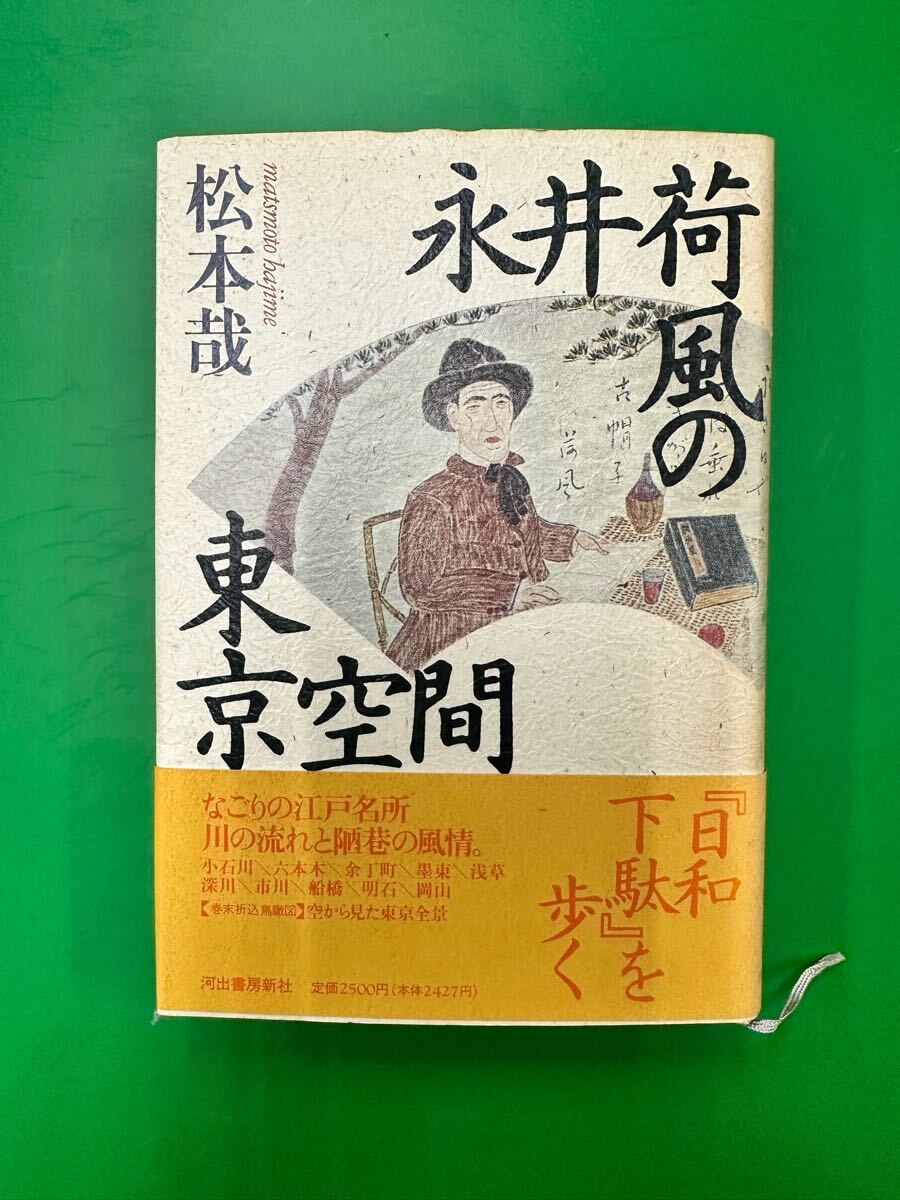 永井荷
風の
東
京空間
松本哉
matsmoto hajime
古帽子
荷風
『日和
下駄』を
歩く
なごりの江戸名所
川の流れと陋巷の風情。
小石川＼六本木／余丁町／墨東＼浅草
深川＼市川／船橋／明石／岡山
【巻末折込鳥瞰図】空から見た東京全景
河出書房新社 定価2500円(本体2427円)